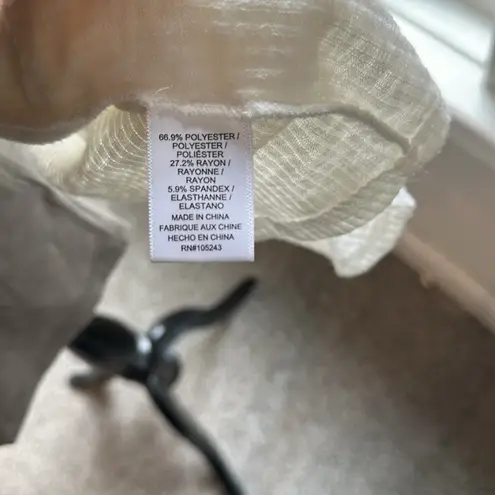 66.9% POLYESTER /
POLYESTER /
POLIÉSTER
27.2% RAYON /
RAYONNE /
RAYON
5.9% SPANDEX /
ELASTHANNE /
ELASTANO
MADE IN CHINA
FABRIQUE AUX CHINE
HECHO EN CHINA
RN#105243